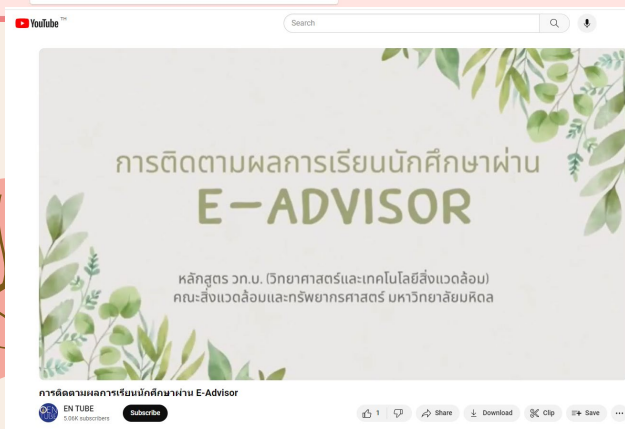 YouTube TH
Search
การติดตามผลการเรียนนักศึกษาผ่าน
E-ADVISOR
หลักสูตร วท.บ. (วิทยาศาสตร์และเทคโนโลยีสิ่งแวดล้อม)
คณะสิ่งแวดล้อมและทรัพยากรศาสตร์ มหาวิทยาลัยมหิดล
การติดตามผลการเรียนนักศึกษาผ่าน E-Advisor
EN TUBE
5.06K subscribers
Subscribe
1
Share
Download
Clip
Save